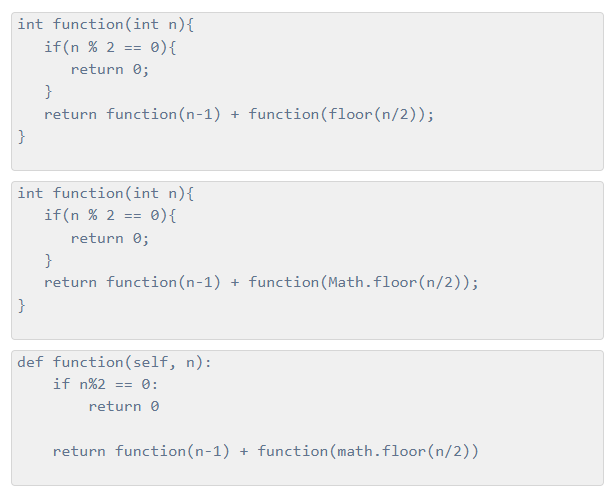 int function(int n){
   if(n % 2 == 0){
      return 0;
   }
   return function(n-1) + function(floor(n/2));
}
int function(int n){
   if(n % 2 == 0){
      return 0;
   }
   return function(n-1) + function(Math.floor(n/2));
}
def function(self, n):
    if n%2 == 0:
        return 0
    return function(n-1) + function(math.floor(n/2))